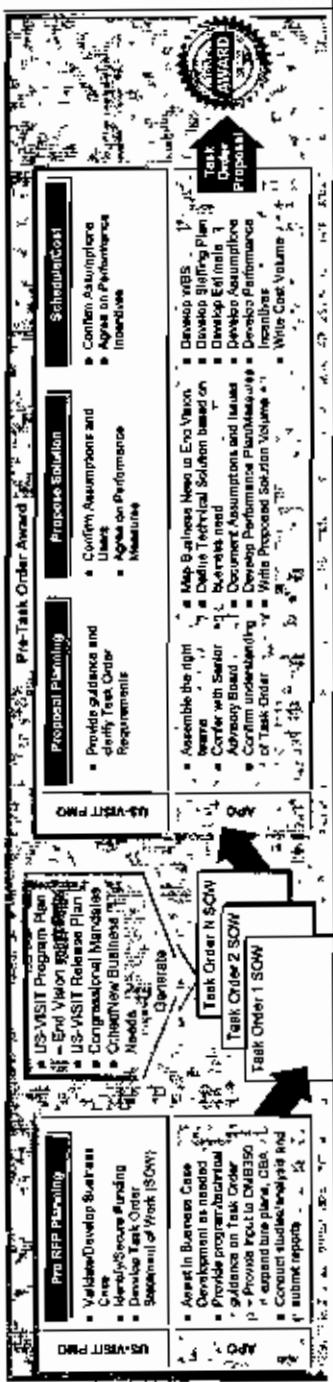 Pre-Task Order Award
Pre RFP Planning
US-VISIT PMO
Validate/Develop Business
Case
Identify/Secure Funding
Develop Task Order
Statement of Work (SOW)
APO
Assist in Business Case
Development as needed
Provide program/technical
guidance on Task Order
Provide input to OMB300
expenditure plans, CBA
Conduct studies/analysis and
submit reports
US-VISIT Program Plan
End Vision
US-VISIT Release Plan
Congressional Mandates
Other/New Business
Needs
Generate
Task Order N SOW
Task Order 2 SOW
Task Order 1 SOW
US-VISIT PMO
Proposal Planning
Provide guidance and
clarify Task Order
Requirements
Propose Solution
Confirm Assumptions and
Users
Agree on Performance
Measures
Schedule/Cost
Confirm Assumptions
Agree on Performance
Incentives
APO
Assemble the right
teams
Confer with Senior
Advisory Board
Confirm understanding
of Task Order
Map Business Need to End Vision
Define Technical Solution based on
business need
Document Assumptions and Issues
Develop Performance Plan/Measures
Write Proposed Solution Volume
Develop WBS
Develop Staffing Plan
Develop Estimate
Develop Assumptions
Develop Performance
Incentives
Write Cost Volume
Task
Order
Proposal
AWARD